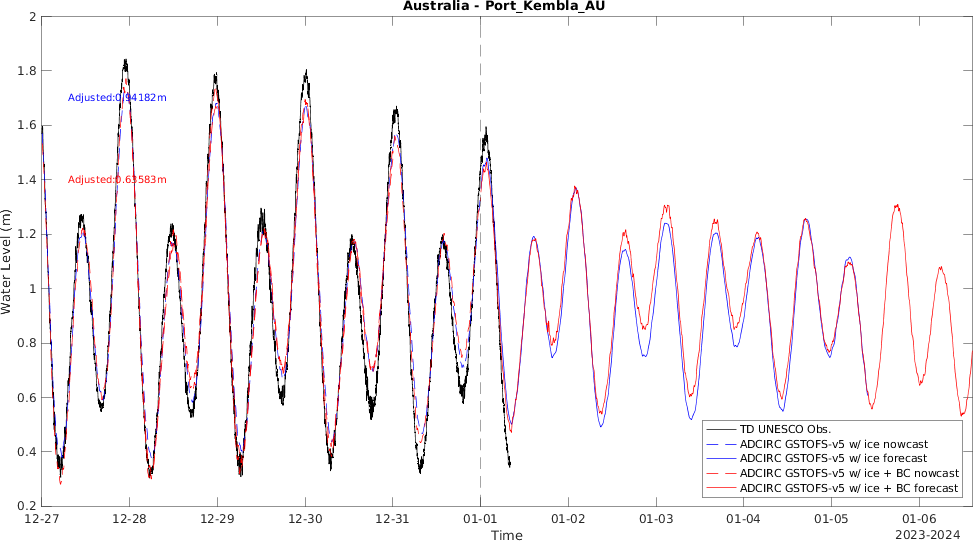 Australia - Port_Kembla_AU
2
1.8
1.6
1.4
1.2
1
0.8
0.6
0.4
0.2
Water Level (m)
Adjusted:0.94182m
Adjusted:0.65583m
TD UNESCO Obs.
ADCIRC GSTOFS-v5 w/ ice nowcast
ADCIRC GSTOFS-v5 w/ ice forecast
ADCIRC GSTOFS-v5 w/ ice + BC nowcast
ADCIRC GSTOFS-v5 w/ ice + BC forecast
12-27 12-28 12-29 12-30 12-31 01-01 01-02 01-03 01-04 01-05 01-06
Time
2023-2024